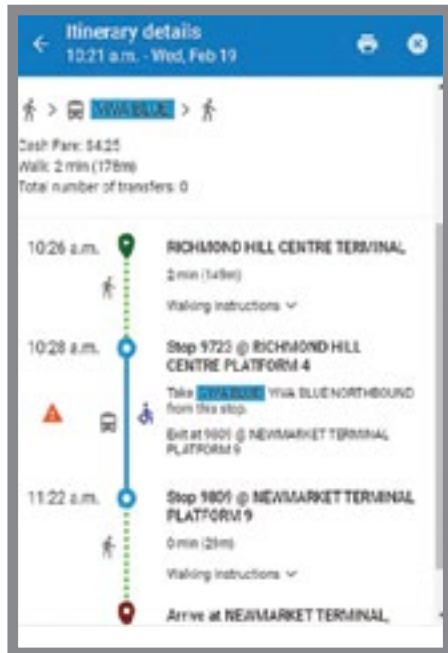 Itinerary details
10:21 a.m. - Wed, Feb 19
VIVA BLUE
Cash Fare: $4.25
Walk: 2 min (178m)
Total number of transfers: 0
10:26 a.m.
RICHMOND HILL CENTRE TERMINAL
2 min (149m)
Walking instructions
10:28 a.m.
Stop 9723 @ RICHMOND HILL
CENTRE PLATFORM 4
Take VIVA BLUE VIVA BLUE NORTHBOUND
from this stop.
Exit at 9809 @ NEWMARKET TERMINAL
PLATFORM 9
11:22 a.m.
Stop 9809 @ NEWMARKET TERMINAL
PLATFORM 9
0 min (29m)
Walking instructions
Arrive at NEWMARKET TERMINAL,